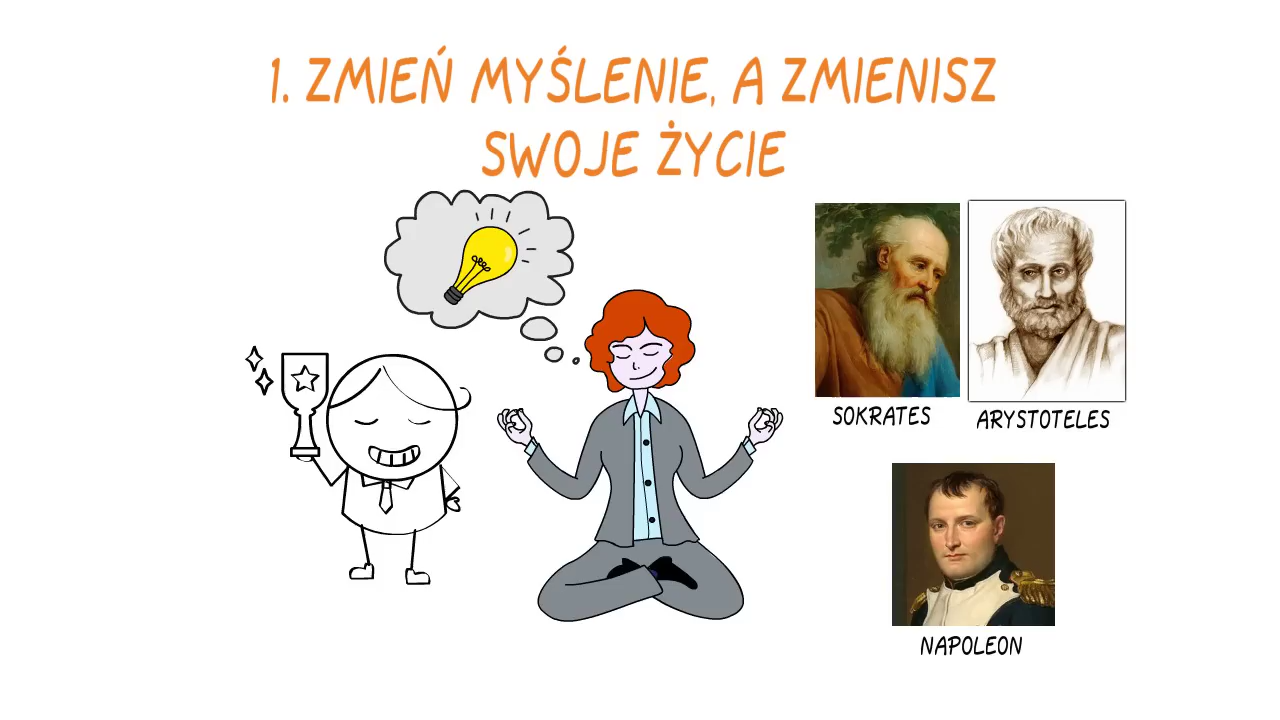 1. ZMIEŃ MYŚLENIE, A ZMIENISZ
SWOJE ŻYCIE
SOKRATES
ARYSTOTELES
NAPOLEON